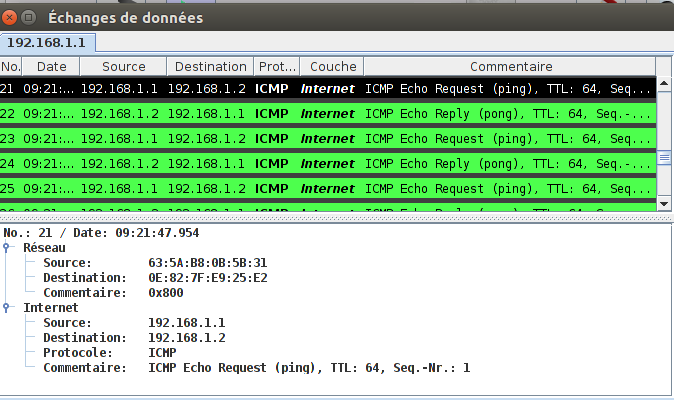 Échanges de données
192.168.1.1
No. Date Source Destination Prot... Couche Commentaire
21 09:21:... 192.168.1.1 192.168.1.2 ICMP Internet ICMP Echo Request (ping), TTL: 64, Seq...
22 09:21:... 192.168.1.2 192.168.1.1 ICMP Internet ICMP Echo Reply (pong), TTL: 64, Seq.-...
23 09:21:... 192.168.1.1 192.168.1.2 ICMP Internet ICMP Echo Request (ping), TTL: 64, Seq...
24 09:21:... 192.168.1.2 192.168.1.1 ICMP Internet ICMP Echo Reply (pong), TTL: 64, Seq.-...
25 09:21:... 192.168.1.1 192.168.1.2 ICMP Internet ICMP Echo Request (ping), TTL: 64, Seq...
No.: 21 / Date: 09:21:47.954
Réseau
Source: 63:5A:B8:0B:5B:31
Destination: 0E:82:7F:E9:25:E2
Commentaire: 0x800
Internet
Source: 192.168.1.1
Destination: 192.168.1.2
Protocole: ICMP
Commentaire: ICMP Echo Request (ping), TTL: 64, Seq.-Nr.: 1